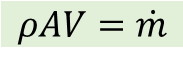 ρAV = ṁ